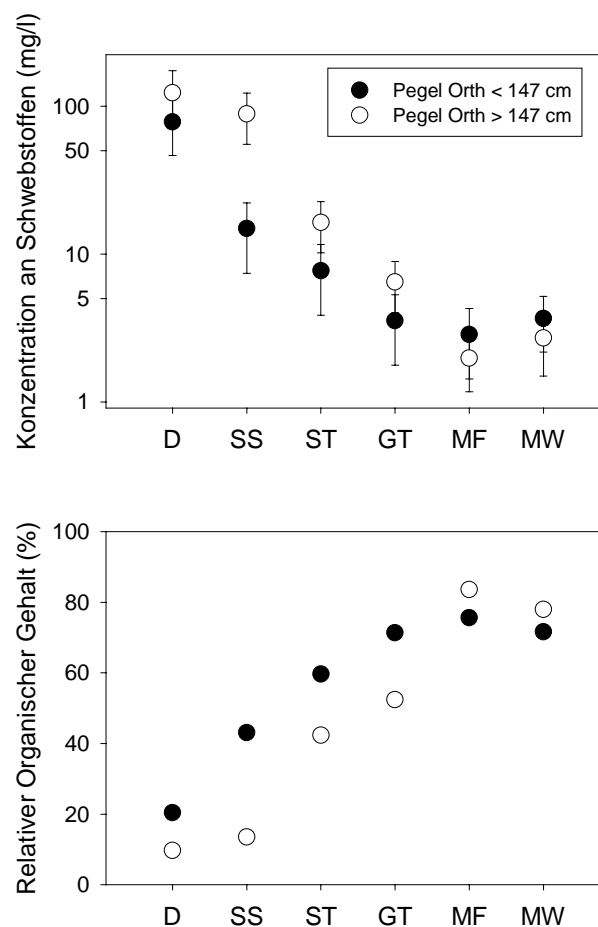 Konzentration an Schwebstoffen (mg/l)
100
50
10
5
1
Pegel Orth < 147 cm
Pegel Orth > 147 cm
D SS ST GT MF MW
Relativer Organischer Gehalt (%)
100
80
60
40
20
0
D SS ST GT MF MW